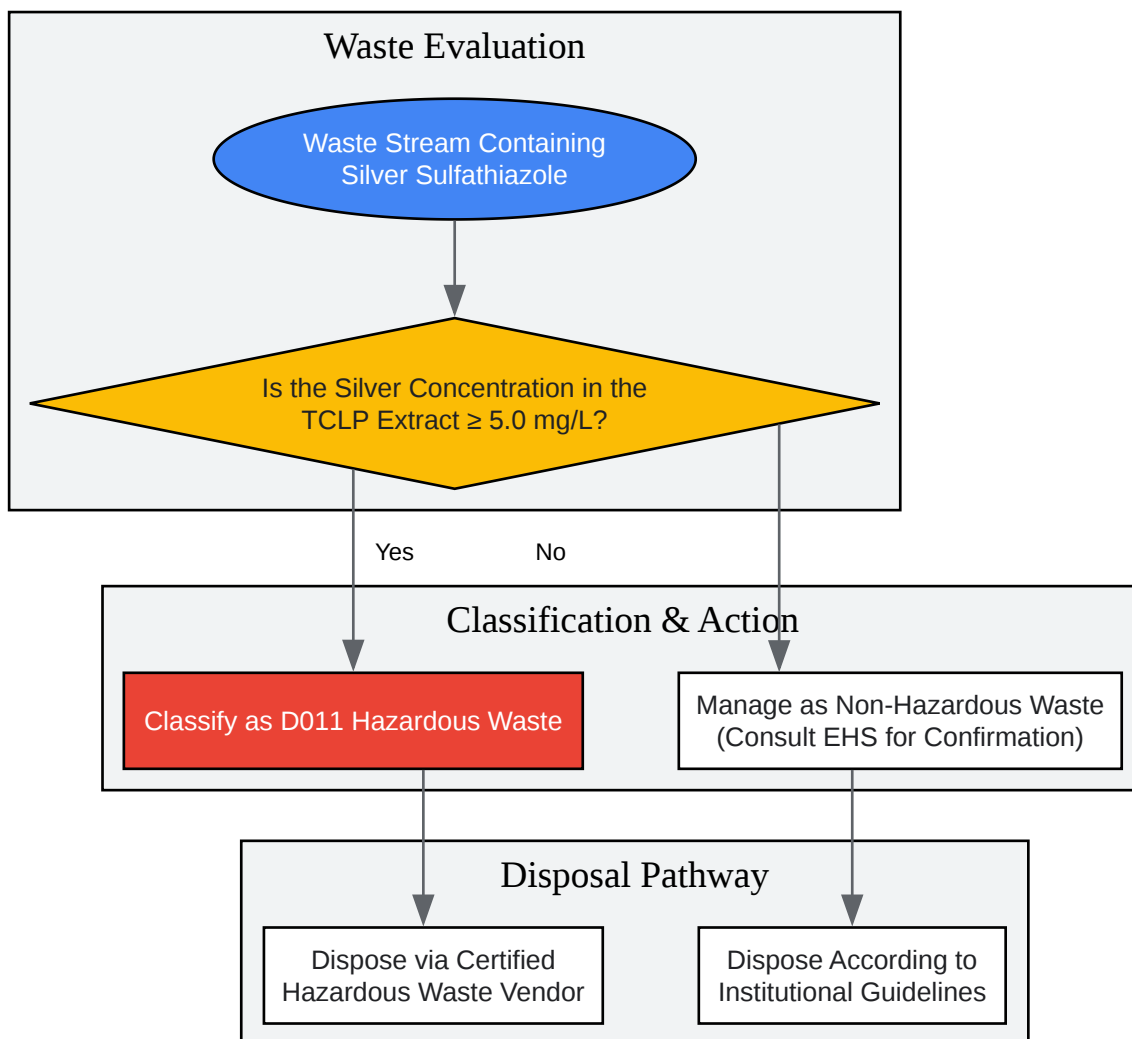 Waste Evaluation
Waste Stream Containing
Silver Sulfathiazole
Is the Silver Concentration in the
TCLP Extract ≥ 5.0 mg/L?
Yes
No
Classification & Action
Classify as D011 Hazardous Waste
Manage as Non-Hazardous Waste
(Consult EHS for Confirmation)
Disposal Pathway
Dispose via Certified
Hazardous Waste Vendor
Dispose According to
Institutional Guidelines